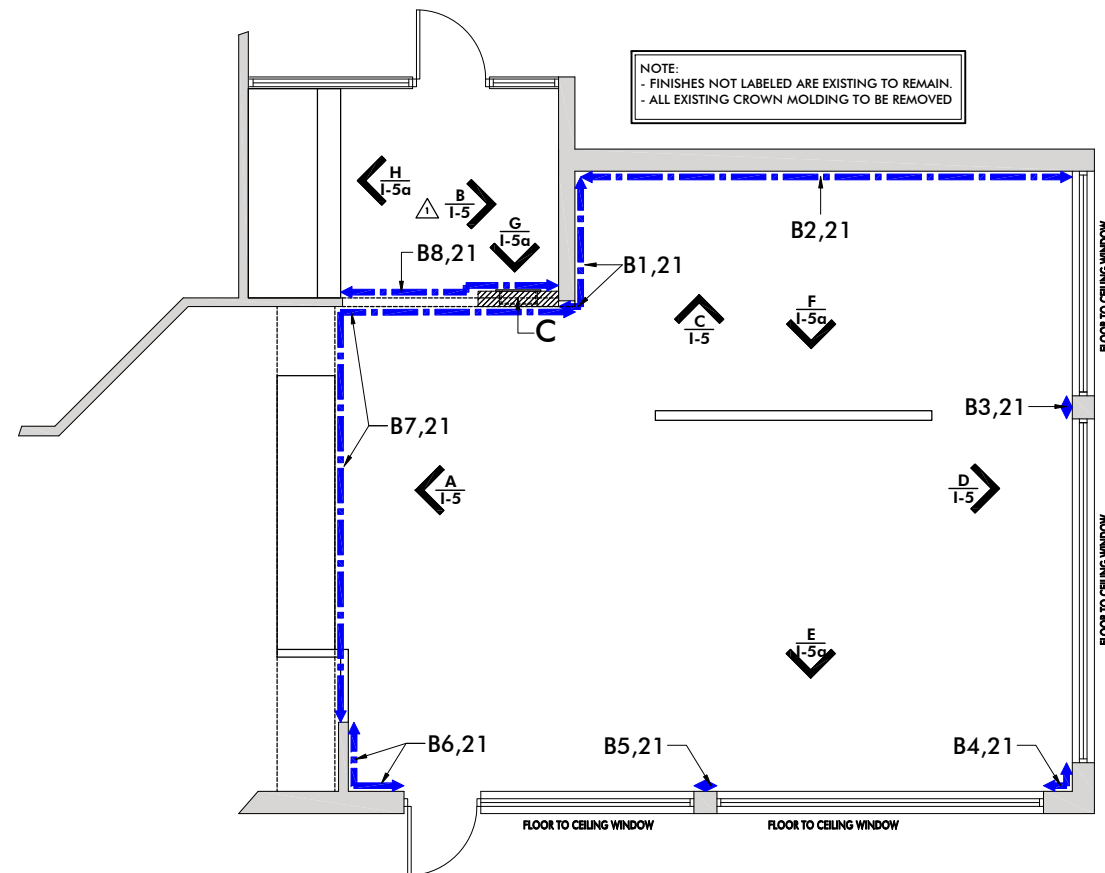 NOTE:
- FINISHES NOT LABELED ARE EXISTING TO REMAIN.
- ALL EXISTING CROWN MOLDING TO BE REMOVED
H
I-5a
1
B
I-5
G
I-5a
B8,21
B1,21
B2,21
FLOOR TO CEILING WINDOW
C
C
I-5
F
I-5a
B3,21
B7,21
A
I-5
D
I-5
FLOOR TO CEILING WINDOW
E
I-5a
B6,21
B5,21
B4,21
FLOOR TO CEILING WINDOW
FLOOR TO CEILING WINDOW